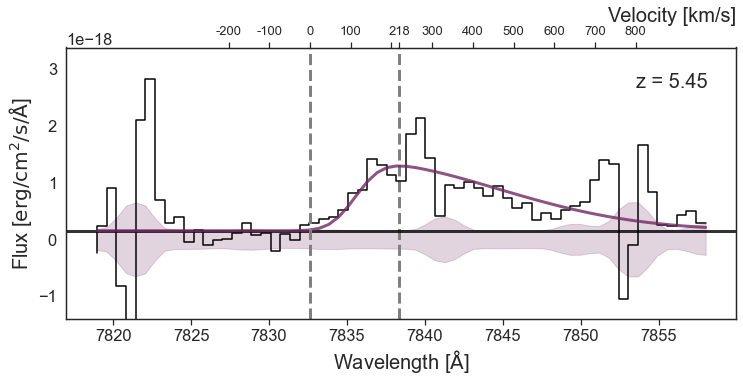 Velocity [km/s]
1e−18
-200 -100 0 100 218 300 400 500 600 700 800
z = 5.45
3
2
1
0
−1
Flux [erg/cm²/s/Å]
7820 7825 7830 7835 7840 7845 7850 7855
Wavelength [Å]